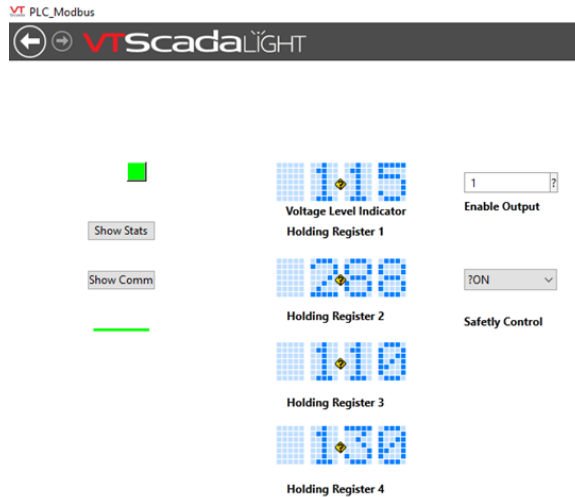 VT PLC_Modbus
VTScadaLIGHT
115
1 ?
Voltage Level Indicator
Enable Output
Show Stats
Holding Register 1
288
Show Comm
?ON
Holding Register 2
Safetly Control
110
Holding Register 3
130
Holding Register 4